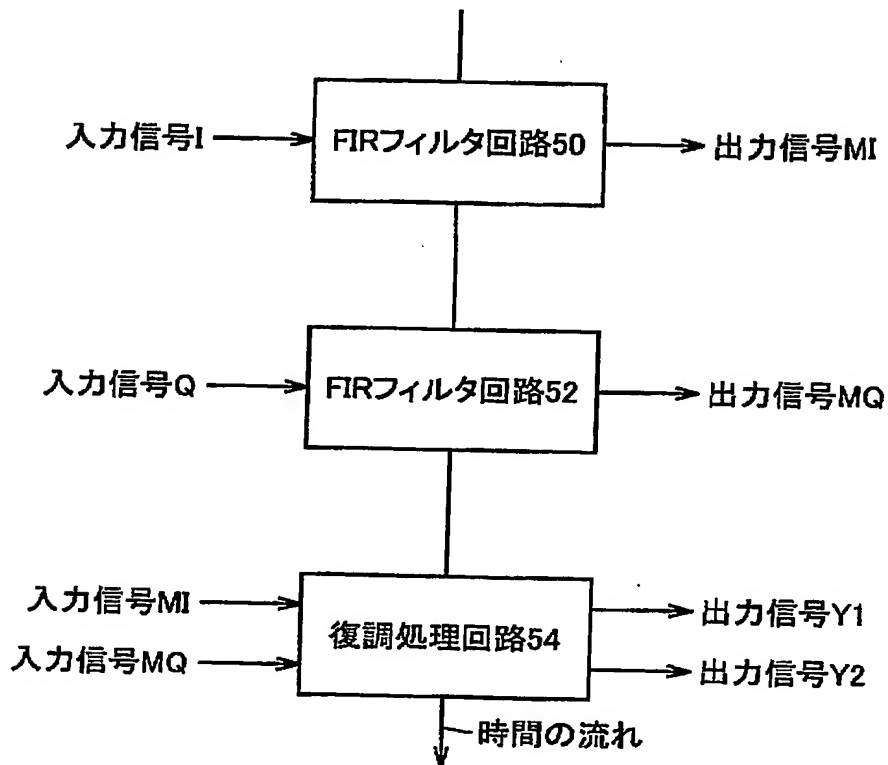 入力信号I
FIRフィルタ回路50
出力信号MI
入力信号Q
FIRフィルタ回路52
出力信号MQ
入力信号MI
入力信号MQ
復調処理回路54
出力信号Y1
出力信号Y2
時間の流れ